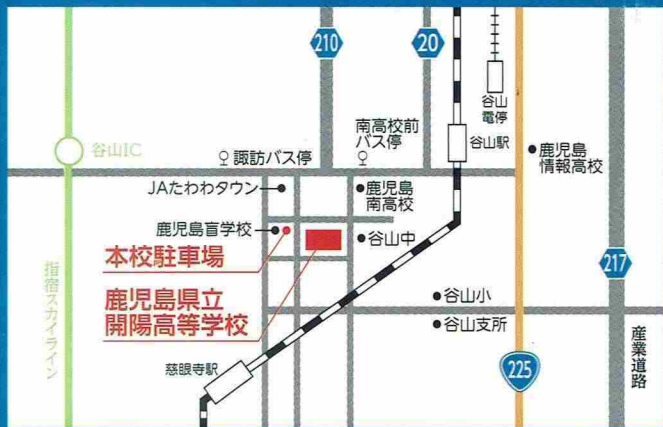 210
20
谷山
電停
谷山IC
諏訪バス停
南高校前
バス停
谷山駅
鹿児島
情報高校
JAたわわタウン
鹿児島
南高校
鹿児島盲学校
谷山中
本校駐車場
217
指宿スカイライン
鹿児島県立
開陽高等学校
谷山小
谷山支所
産業道路
慈眼寺駅
225